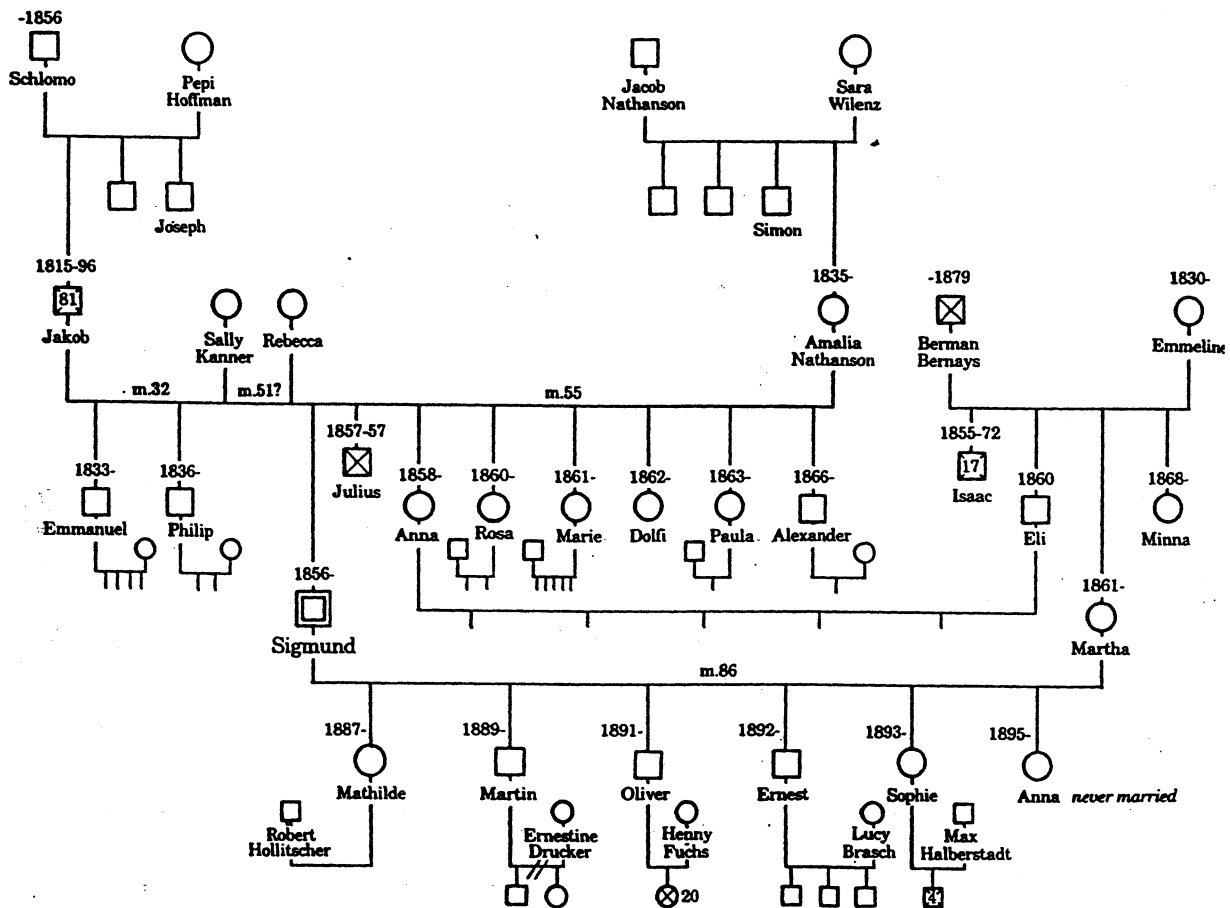 -1856
Schlomo
Pepi
Hoffman
Jacob
Nathanson
Sara
Wilenz
Joseph
Simon
1815-96
81
Jakob
Sally
Kanner
Rebecca
1835-
Amalia
Nathanson
-1879
Berman
Bernays
1830-
Emmeline
m.32
m.51?
m.55
1833-
Emmanuel
1836-
Philip
1857-57
Julius
1858-
Anna
1860-
Rosa
1861-
Marie
1862-
Dolfi
1863-
Paula
1866-
Alexander
1855-72
17
Isaac
1860
Eli
1868-
Minna
1856-
Sigmund
1861-
Martha
m.86
1887-
Mathilde
1889-
Martin
1891-
Oliver
1892-
Ernest
1893-
Sophie
1895-
Anna never married
Robert
Hollitscher
Ernestine
Drucker
Henny
Fuchs
Lucy
Brasch
Max
Halberstadt
20
4